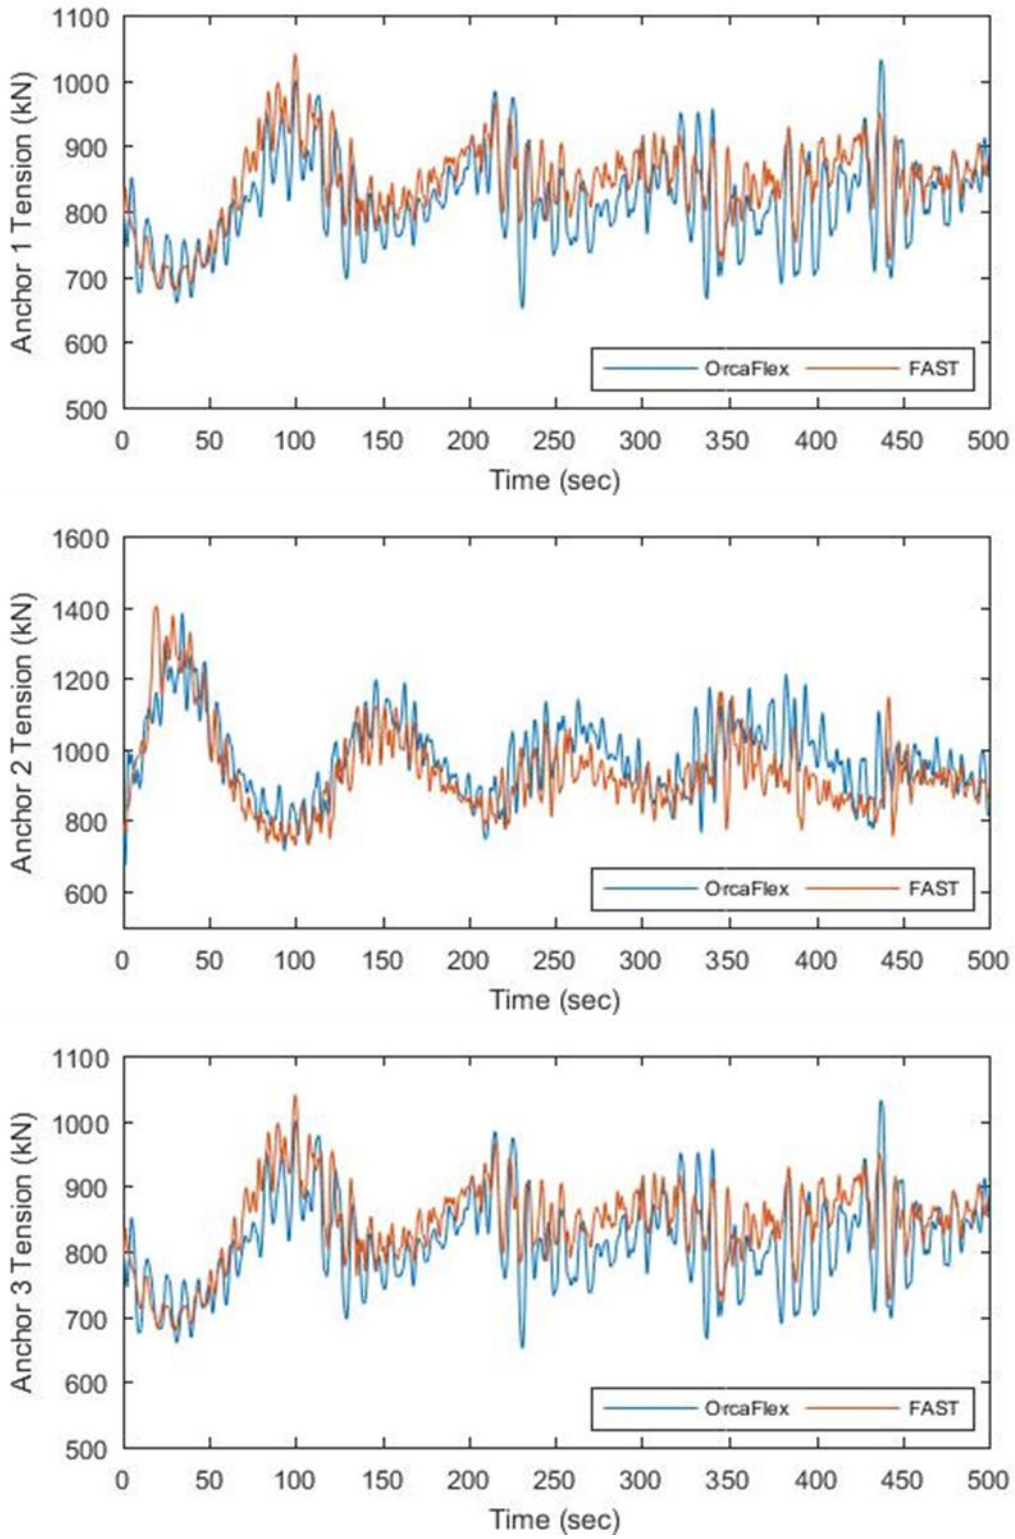 1100
1000
900
800
700
600
500
Anchor 1 Tension (kN)
OrcaFlex FAST
0 50 100 150 200 250 300 350 400 450 500
Time (sec)
1600
1400
1200
1000
800
600
Anchor 2 Tension (kN)
OrcaFlex FAST
0 50 100 150 200 250 300 350 400 450 500
Time (sec)
1100
1000
900
800
700
600
500
Anchor 3 Tension (kN)
OrcaFlex FAST
0 50 100 150 200 250 300 350 400 450 500
Time (sec)